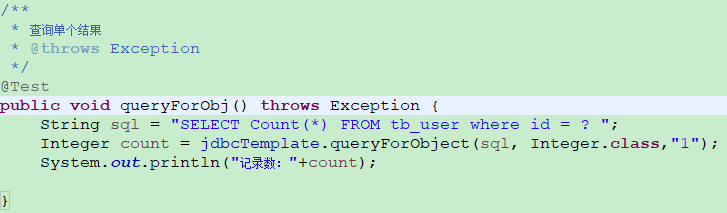 /**
 * 查询单个结果
 * @throws Exception
 */
@Test
public void queryForObj() throws Exception {
    String sql = "SELECT Count(*) FROM tb_user where id = ? ";
    Integer count = jdbcTemplate.queryForObject(sql, Integer.class,"1");
    System.out.println("记录数："+count);
}